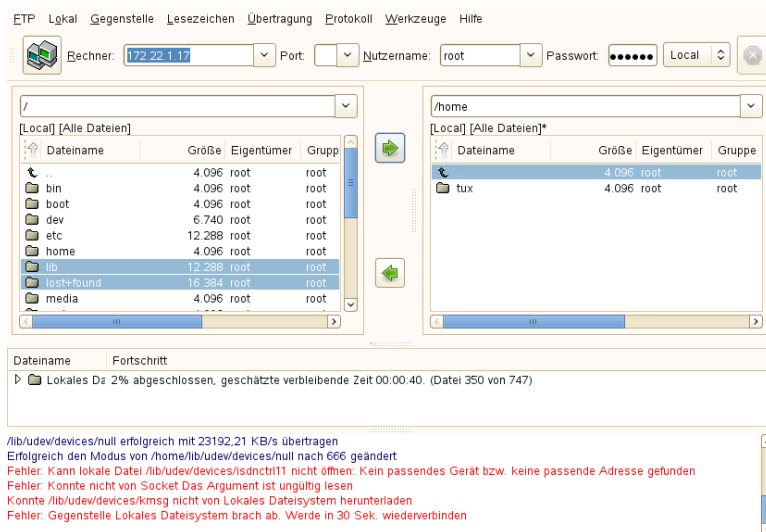 FTP Lokal Gegenstelle Lesezeichen Übertragung Protokoll Werkzeuge Hilfe
Rechner: 172.22.1.17 Port: Nutzername: root Passwort: ●●●●●● Local
/
[Local] [Alle Dateien]
Dateiname Größe Eigentümer Grupp
.. 4.096 root root
bin 4.096 root root
boot 4.096 root root
dev 6.740 root root
etc 12.288 root root
home 4.096 root root
lib 12.288 root root
lost+found 16.384 root root
media 4.096 root root
/home
[Local] [Alle Dateien]*
Dateiname Größe Eigentümer Gruppe
.. 4.096 root root
tux 4.096 root root
Dateiname Fortschritt
Lokales Da 2% abgeschlossen, geschätzte verbleibende Zeit 00:00:40. (Datei 350 von 747)
/lib/udev/devices/null erfolgreich mit 23192,21 KB/s übertragen
Erfolgreich den Modus von /home/lib/udev/devices/null nach 666 geändert
Fehler: Kann lokale Datei /lib/udev/devices/isdnctrl11 nicht öffnen: Kein passendes Gerät bzw. keine passende Adresse gefunden
Fehler: Konnte nicht von Socket Das Argument ist ungültig lesen
Konnte /lib/udev/devices/kmsg nicht von Lokales Dateisystem herunterladen
Fehler: Gegenstelle Lokales Dateisystem brach ab. Werde in 30 Sek. wiederverbinden